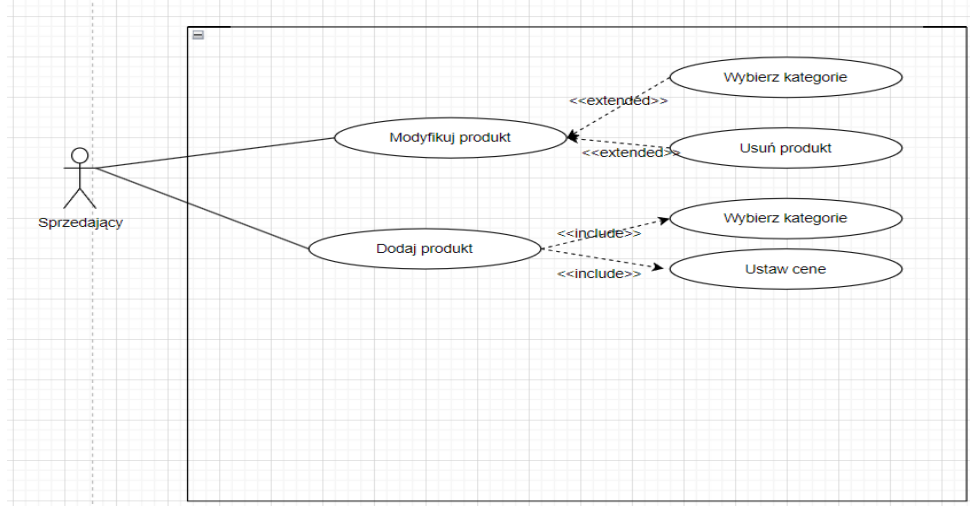 Wybierz kategorie
<<extended>>
Modyfikuj produkt
Usuń produkt
<<extended>>
Sprzedający
Wybierz kategorie
<<include>>
Dodaj produkt
Ustaw cene
<<include>>